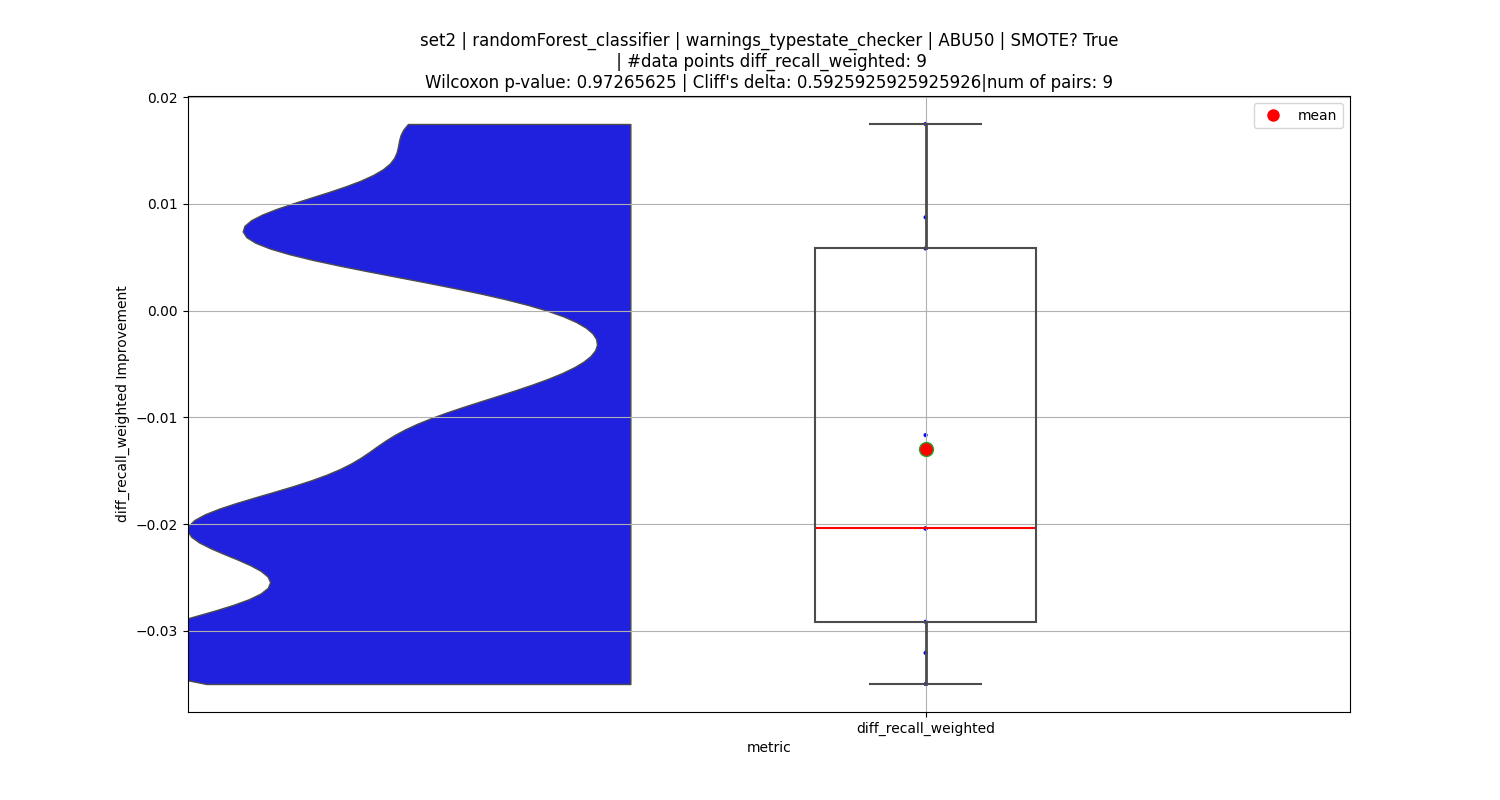 set2 | randomForest_classifier | warnings_typestate_checker | ABU50 | SMOTE? True
| #data points diff_recall_weighted: 9
Wilcoxon p-value: 0.97265625 | Cliff's delta: 0.5925925925925926|num of pairs: 9
mean
0.02
0.01
0.00
−0.01
−0.02
−0.03
diff_recall_weighted Improvement
diff_recall_weighted
metric